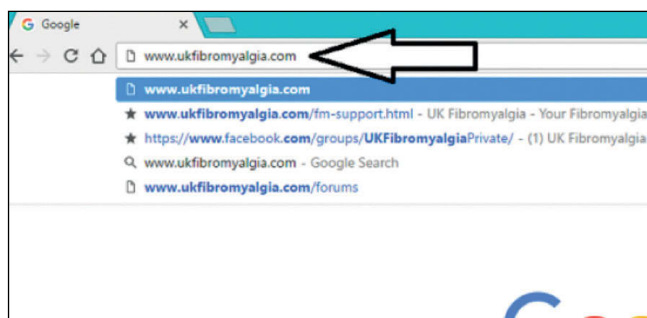 Google
www.ukfibromyalgia.com
www.ukfibromyalgia.com
www.ukfibromyalgia.com/fm-support.html - UK Fibromyalgia - Your Fibromyalgia
https://www.facebook.com/groups/UKFibromyalgiaPrivate/ - (1) UK Fibromyalgia
www.ukfibromyalgia.com - Google Search
www.ukfibromyalgia.com/forums